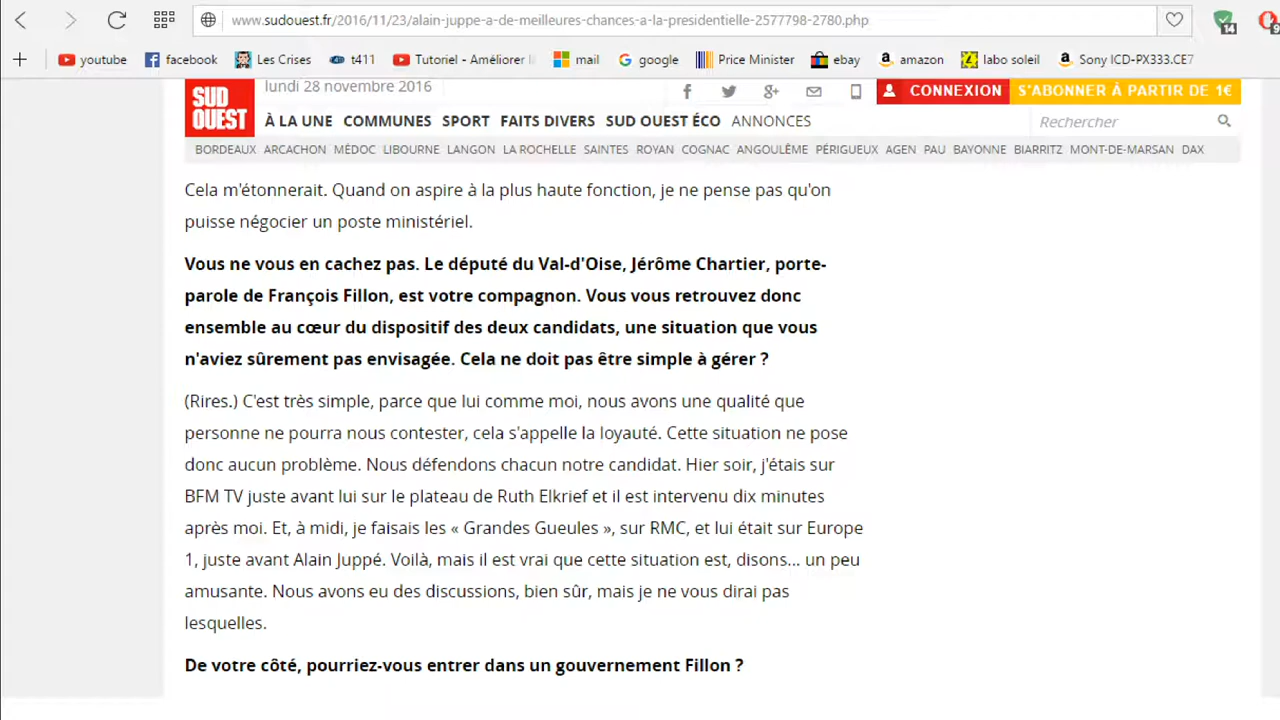 www.sudouest.fr/2016/11/23/alain-juppe-a-de-meilleures-chances-a-la-presidentielle-2577798-2780.php
14
youtube facebook Les Crises t411 Tutoriel - Améliorer mail google Price Minister ebay amazon labo soleil Sony ICD-PX333.CE7
SUD OUEST
lundi 28 novembre 2016
CONNEXION S'ABONNER À PARTIR DE 1€
À LA UNE COMMUNES SPORT FAITS DIVERS SUD OUEST ÉCO ANNONCES Rechercher
BORDEAUX ARCACHON MÉDOC LIBOURNE LANGON LA ROCHELLE SAINTES ROYAN COGNAC ANGOULÊME PÉRIGUEUX AGEN PAU BAYONNE BIARRITZ MONT-DE-MARSAN DAX
Cela m'étonnerait. Quand on aspire à la plus haute fonction, je ne pense pas qu'on
puisse négocier un poste ministériel.
Vous ne vous en cachez pas. Le député du Val-d'Oise, Jérôme Chartier, porte-
parole de François Fillon, est votre compagnon. Vous vous retrouvez donc
ensemble au cœur du dispositif des deux candidats, une situation que vous
n'aviez sûrement pas envisagée. Cela ne doit pas être simple à gérer ?
(Rires.) C'est très simple, parce que lui comme moi, nous avons une qualité que
personne ne pourra nous contester, cela s'appelle la loyauté. Cette situation ne pose
donc aucun problème. Nous défendons chacun notre candidat. Hier soir, j'étais sur
BFM TV juste avant lui sur le plateau de Ruth Elkrief et il est intervenu dix minutes
après moi. Et, à midi, je faisais les « Grandes Gueules », sur RMC, et lui était sur Europe
1, juste avant Alain Juppé. Voilà, mais il est vrai que cette situation est, disons... un peu
amusante. Nous avons eu des discussions, bien sûr, mais je ne vous dirai pas
lesquelles.
De votre côté, pourriez-vous entrer dans un gouvernement Fillon ?